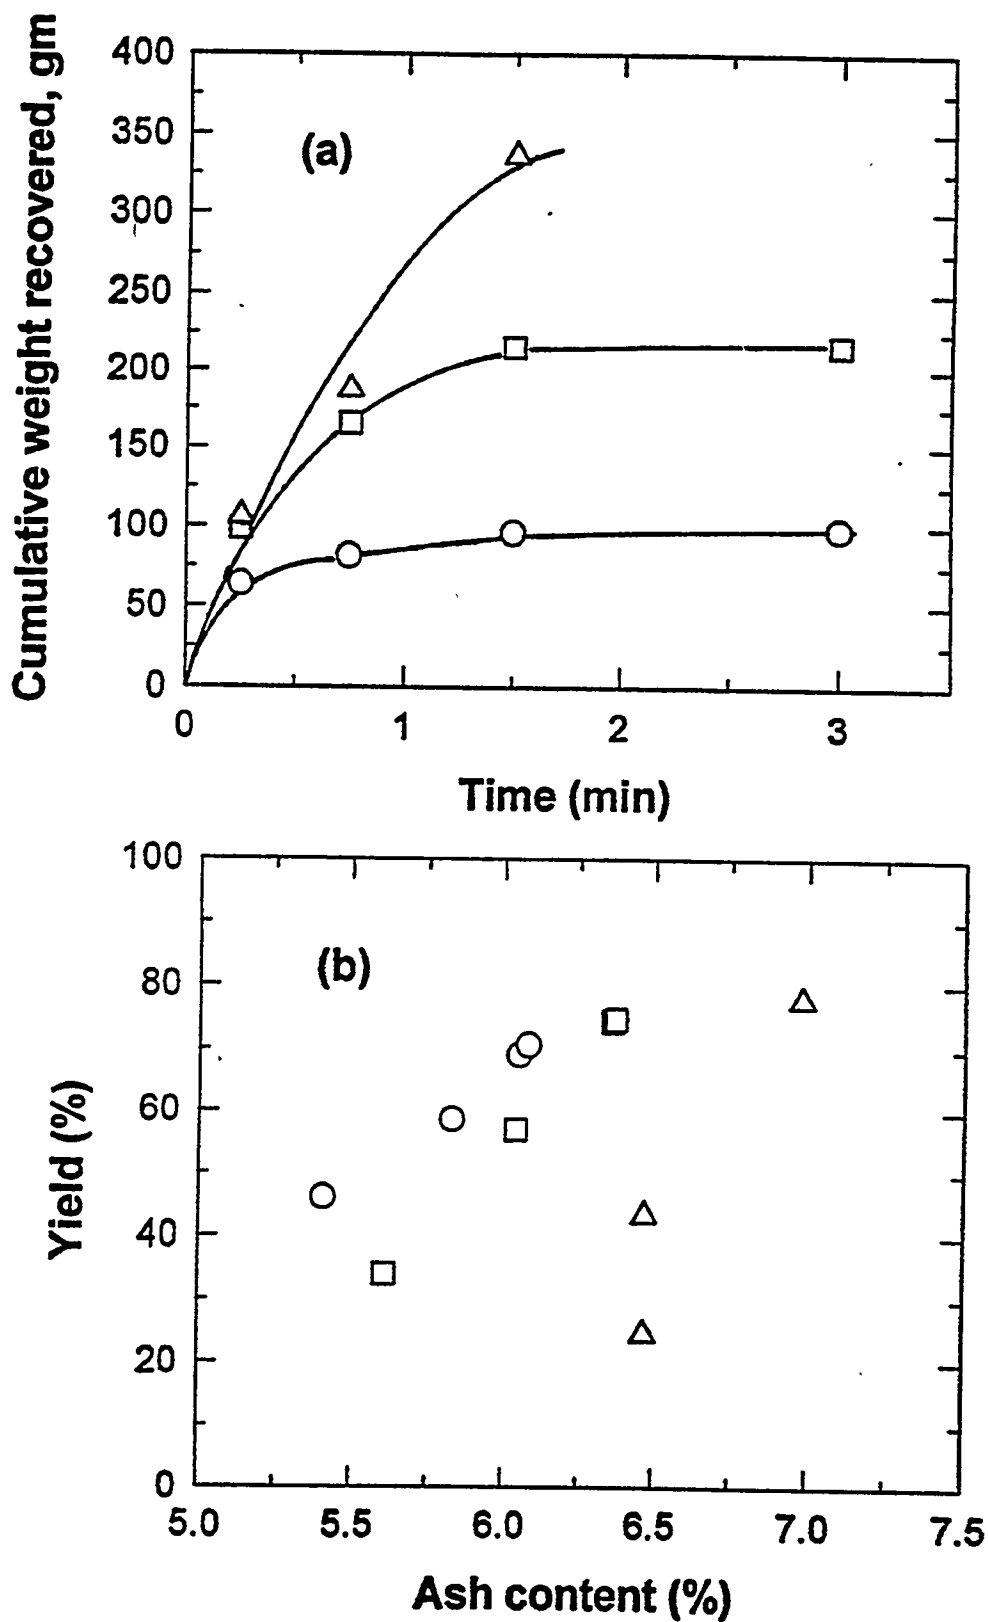 Cumulative weight recovered, gm
400
350
300
250
200
150
100
50
0
(a)
0 1 2 3
Time (min)
Yield (%)
100
80
60
40
20
0
(b)
5.0 5.5 6.0 6.5 7.0 7.5
Ash content (%)